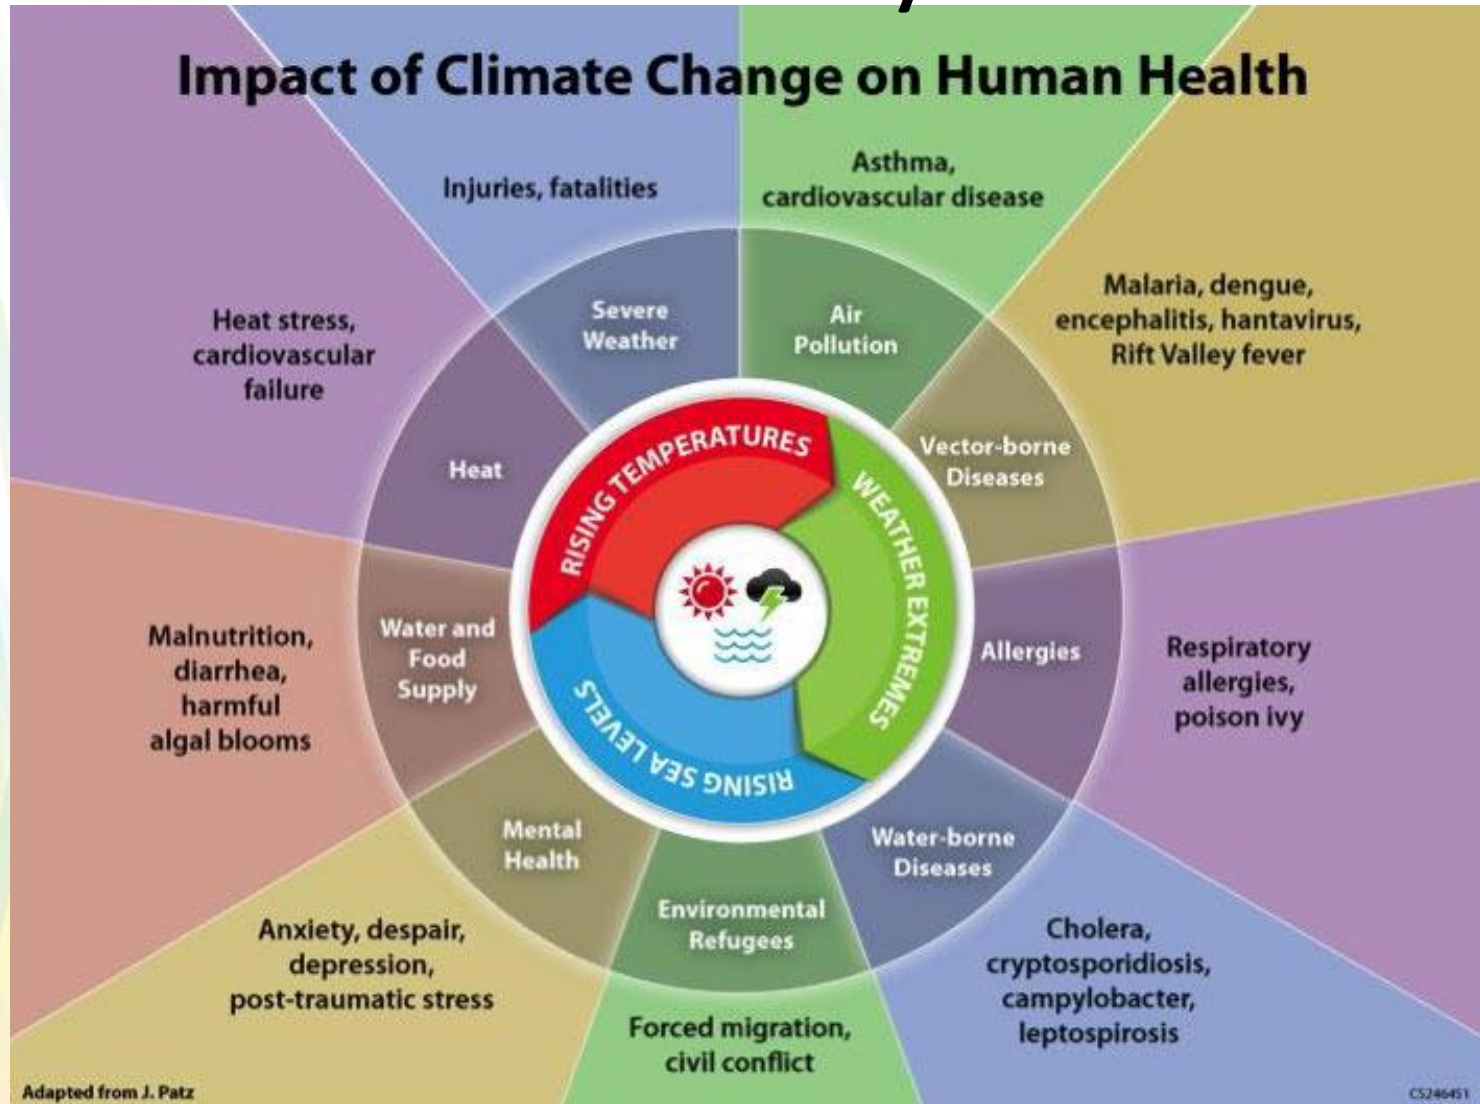 Impact of Climate Change on Human Health
Injuries, fatalities
Asthma,
cardiovascular disease
Severe
Weather
Air
Pollution
Malaria, dengue,
encephalitis, hantavirus,
Rift Valley fever
Heat stress,
cardiovascular
failure
Heat
Vector-borne
Diseases
RISING TEMPERATURES
WEATHER EXTREMES
RISING SEA LEVELS
Water and
Food
Supply
Malnutrition,
diarrhea,
harmful
algal blooms
Allergies
Respiratory
allergies,
poison ivy
Mental
Health
Water-borne
Diseases
Environmental
Refugees
Anxiety, despair,
depression,
post-traumatic stress
Cholera,
cryptosporidiosis,
campylobacter,
leptospirosis
Forced migration,
civil conflict
Adapted from J. Patz
CS246451